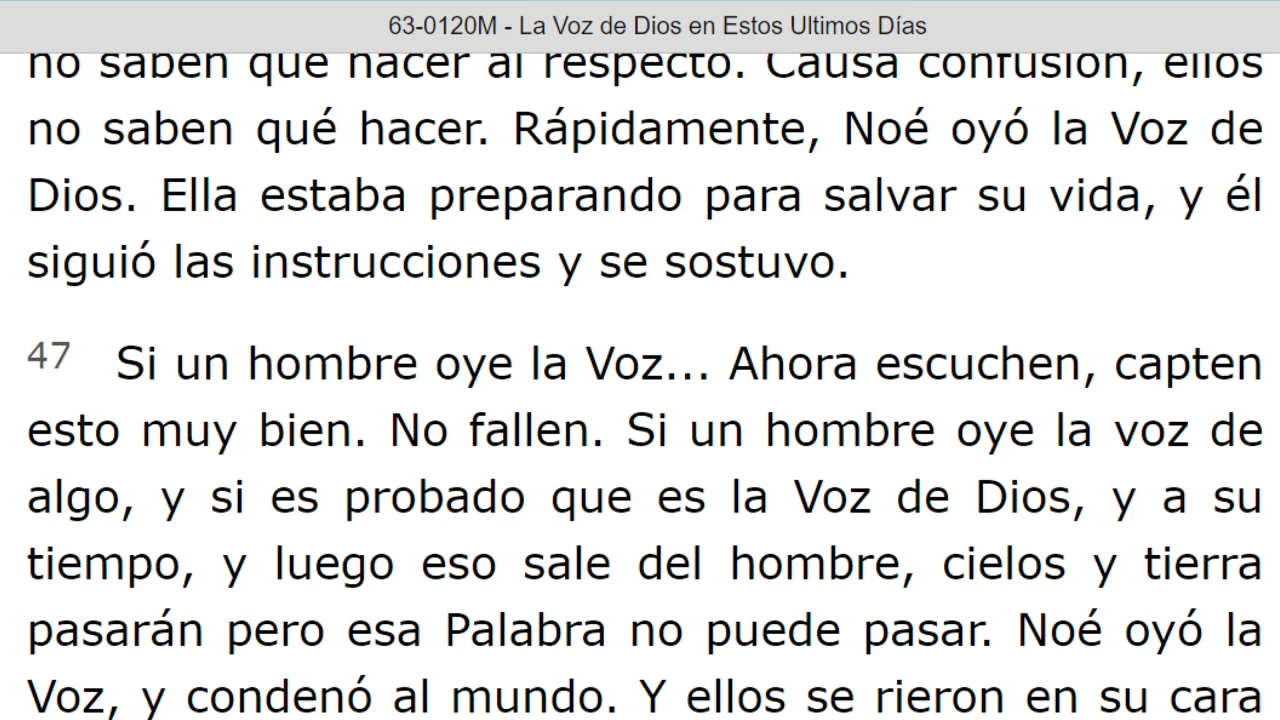 63-0120M - La Voz de Dios en Estos Ultimos Días
no saben qué hacer al respecto. Causa confusión, ellos
no saben qué hacer. Rápidamente, Noé oyó la Voz de
Dios. Ella estaba preparando para salvar su vida, y él
siguió las instrucciones y se sostuvo.
47 Si un hombre oye la Voz... Ahora escuchen, capten
esto muy bien. No fallen. Si un hombre oye la voz de
algo, y si es probado que es la Voz de Dios, y a su
tiempo, y luego eso sale del hombre, cielos y tierra
pasarán pero esa Palabra no puede pasar. Noé oyó la
Voz, y condenó al mundo. Y ellos se rieron en su cara